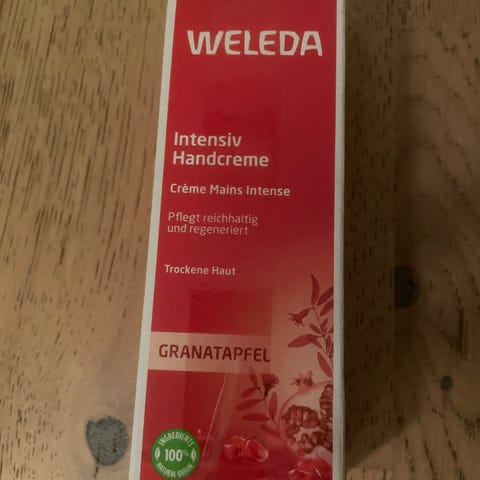 WELEDA
Intensiv
Handcreme
Crème Mains Intense
Pflegt reichhaltig
und regeneriert
Trockene Haut
GRANATAPFEL
INGREDIENTS
100%
NATURAL ORIGIN